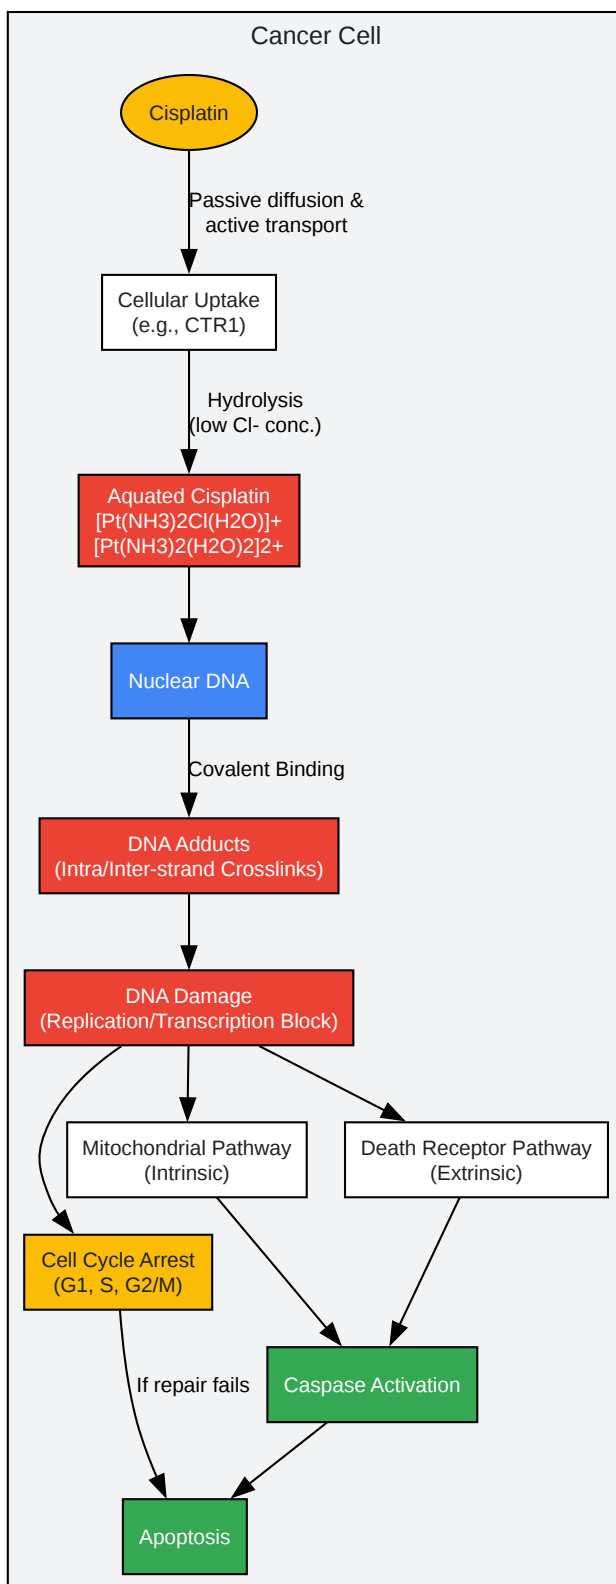 Cancer Cell
Cisplatin
Passive diffusion &
active transport
Cellular Uptake
(e.g., CTR1)
Hydrolysis
(low Cl- conc.)
Aquated Cisplatin
[Pt(NH3)2Cl(H2O)]+
[Pt(NH3)2(H2O)2]2+
Nuclear DNA
Covalent Binding
DNA Adducts
(Intra/Inter-strand Crosslinks)
DNA Damage
(Replication/Transcription Block)
Mitochondrial Pathway
(Intrinsic)
Death Receptor Pathway
(Extrinsic)
Cell Cycle Arrest
(G1, S, G2/M)
If repair fails
Caspase Activation
Apoptosis